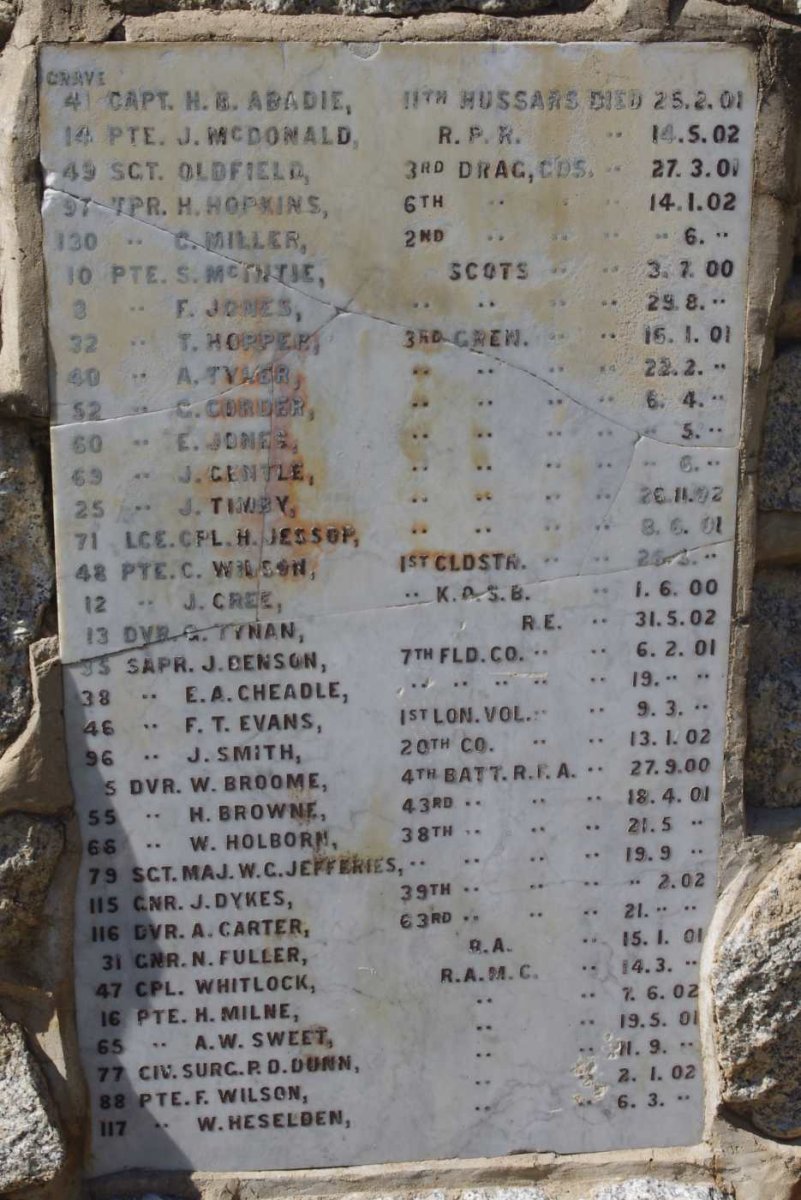 GRAVE
41 CAPT. H. B. ABADIE, 11TH HUSSARS DIED 25.2.01
14 PTE. J. McDONALD, R.P.R. ·· 14.5.02
49 SGT. OLDFIELD, 3RD DRAG, GDS. ·· 27.3.01
97 TPR. H. HOPKINS, 6TH ·· ·· ·· 14.1.02
130 ·· C. MILLER, 2ND ·· ·· ·· ·· 6. ··
10 PTE. S. McINTIE, SCOTS ·· ·· 3.7.00
3 ·· F. JONES, ·· ·· ·· ·· 29.8. ··
32 ·· T. HOPPER, 3RD GREN. ·· ·· 16.1.01
40 ·· A. TYLER, ·· ·· ·· ·· 22.2. ··
52 ·· C. CORDER, ·· ·· ·· ·· 6.4. ··
60 ·· E. JONES, ·· ·· ·· ·· ·· 5. ··
69 ·· J. GENTLE, ·· ·· ·· ·· ·· 6. ··
25 ·· J. TIMBY, ·· ·· ·· ·· 26.11.02
71 LCE. CPL. H. JESSOP, ·· ·· ·· ·· 8.6.01
48 PTE. C. WILSON, 1ST CLDSTR. ·· ·· 3. ··
12 ·· J. CREE, ·· K.O.S.B. ·· 1.6.00
13 DVR. G. TYNAN, R.E. ·· 31.5.02
35 SAPR. J. BENSON, 7TH FLD. CO. ·· ·· 6.2.01
38 ·· E. A. CHEADLE, ·· ·· ·· ·· ·· 19. ·· ··
46 ·· F. T. EVANS, 1ST LON. VOL. ·· ·· 9.3. ··
96 ·· J. SMITH, 20TH CO. ·· ·· 13.1.02
5 DVR. W. BROOME, 4TH BATT. R.F.A. ·· 27.9.00
55 ·· H. BROWNE, 43RD ·· ·· ·· 18.4.01
66 ·· W. HOLBORN, 38TH ·· ·· ·· 21.5 ··
79 SGT. MAJ. W. G. JEFFERIES, ·· ·· ·· ·· 19.9 ··
115 GNR. J. DYKES, 39TH ·· ·· ·· ·· 2.02
116 DVR. A. CARTER, 63RD ·· ·· ·· 21. ·· ··
31 GNR. N. FULLER, R.A. ·· 15.1.01
47 CPL. WHITLOCK, R.A.M.C. ·· 14.3. ··
16 PTE. H. MILNE, ·· ·· 7.6.02
65 ·· A. W. SWEET, ·· ·· 19.5.01
77 CIV. SURG. P. D. DUNN, ·· ·· 11.9. ··
88 PTE. F. WILSON, ·· ·· 2.1.02
117 ·· W. HESELDEN, ·· ·· 6.3. ··